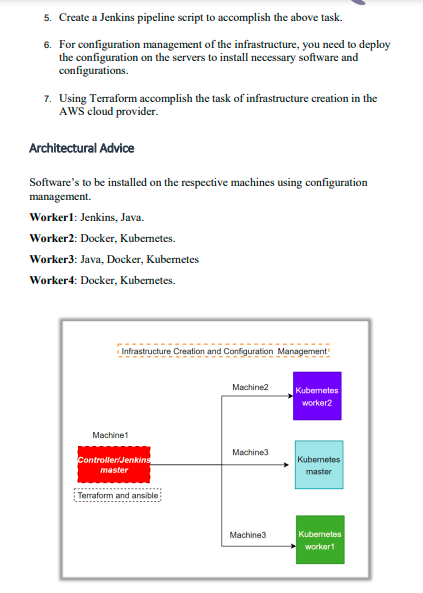 5. Create a Jenkins pipeline script to accomplish the above task.
6. For configuration management of the infrastructure, you need to deploy
the configuration on the servers to install necessary software and
configurations.
7. Using Terraform accomplish the task of infrastructure creation in the
AWS cloud provider.
Architectural Advice
Software's to be installed on the respective machines using configuration
management.
Worker1: Jenkins, Java.
Worker2: Docker, Kubernetes.
Worker3: Java, Docker, Kubernetes
Worker4: Docker, Kubernetes.
Infrastructure Creation and Configuration Management
Machine2
Kubernetes
worker2
Machine1
Controller/Jenkins
master
Terraform and ansible
Machine3
Kubernetes
master
Machine3
Kubernetes
worker1